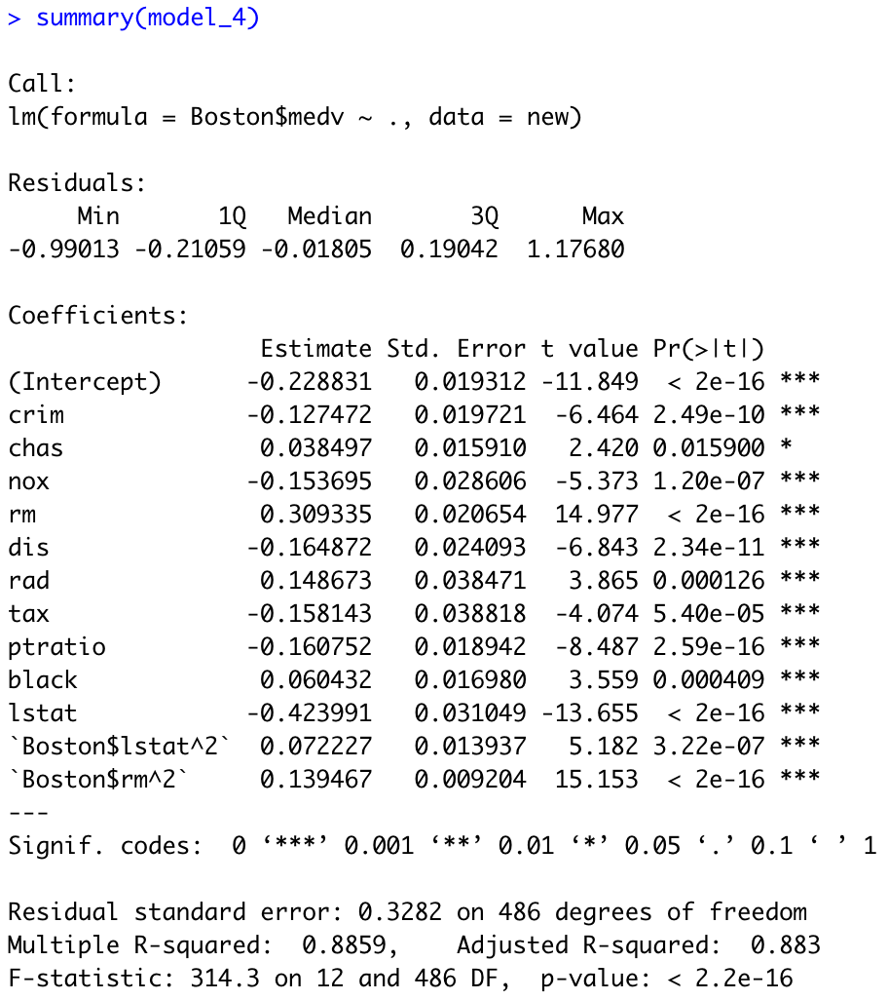 > summary(model_4)

Call:
lm(formula = Boston$medv ~ ., data = new)

Residuals:
     Min       1Q   Median       3Q      Max
-0.99013 -0.21059 -0.01805  0.19042  1.17680

Coefficients:
                 Estimate Std. Error t value Pr(>|t|)
(Intercept)     -0.228831   0.019312 -11.849  < 2e-16 ***
crim            -0.127472   0.019721  -6.464 2.49e-10 ***
chas             0.038497   0.015910   2.420 0.015900 *
nox             -0.153695   0.028606  -5.373 1.20e-07 ***
rm               0.309335   0.020654  14.977  < 2e-16 ***
dis             -0.164872   0.024093  -6.843 2.34e-11 ***
rad              0.148673   0.038471   3.865 0.000126 ***
tax             -0.158143   0.038818  -4.074 5.40e-05 ***
ptratio         -0.160752   0.018942  -8.487 2.59e-16 ***
black            0.060432   0.016980   3.559 0.000409 ***
lstat           -0.423991   0.031049 -13.655  < 2e-16 ***
`Boston$lstat^2`  0.072227   0.013937   5.182 3.22e-07 ***
`Boston$rm^2`    0.139467   0.009204  15.153  < 2e-16 ***
---
Signif. codes:  0 ‘***’ 0.001 ‘**’ 0.01 ‘*’ 0.05 ‘.’ 0.1 ‘ ’ 1

Residual standard error: 0.3282 on 486 degrees of freedom
Multiple R-squared:  0.8859,    Adjusted R-squared:  0.883
F-statistic: 314.3 on 12 and 486 DF,  p-value: < 2.2e-16